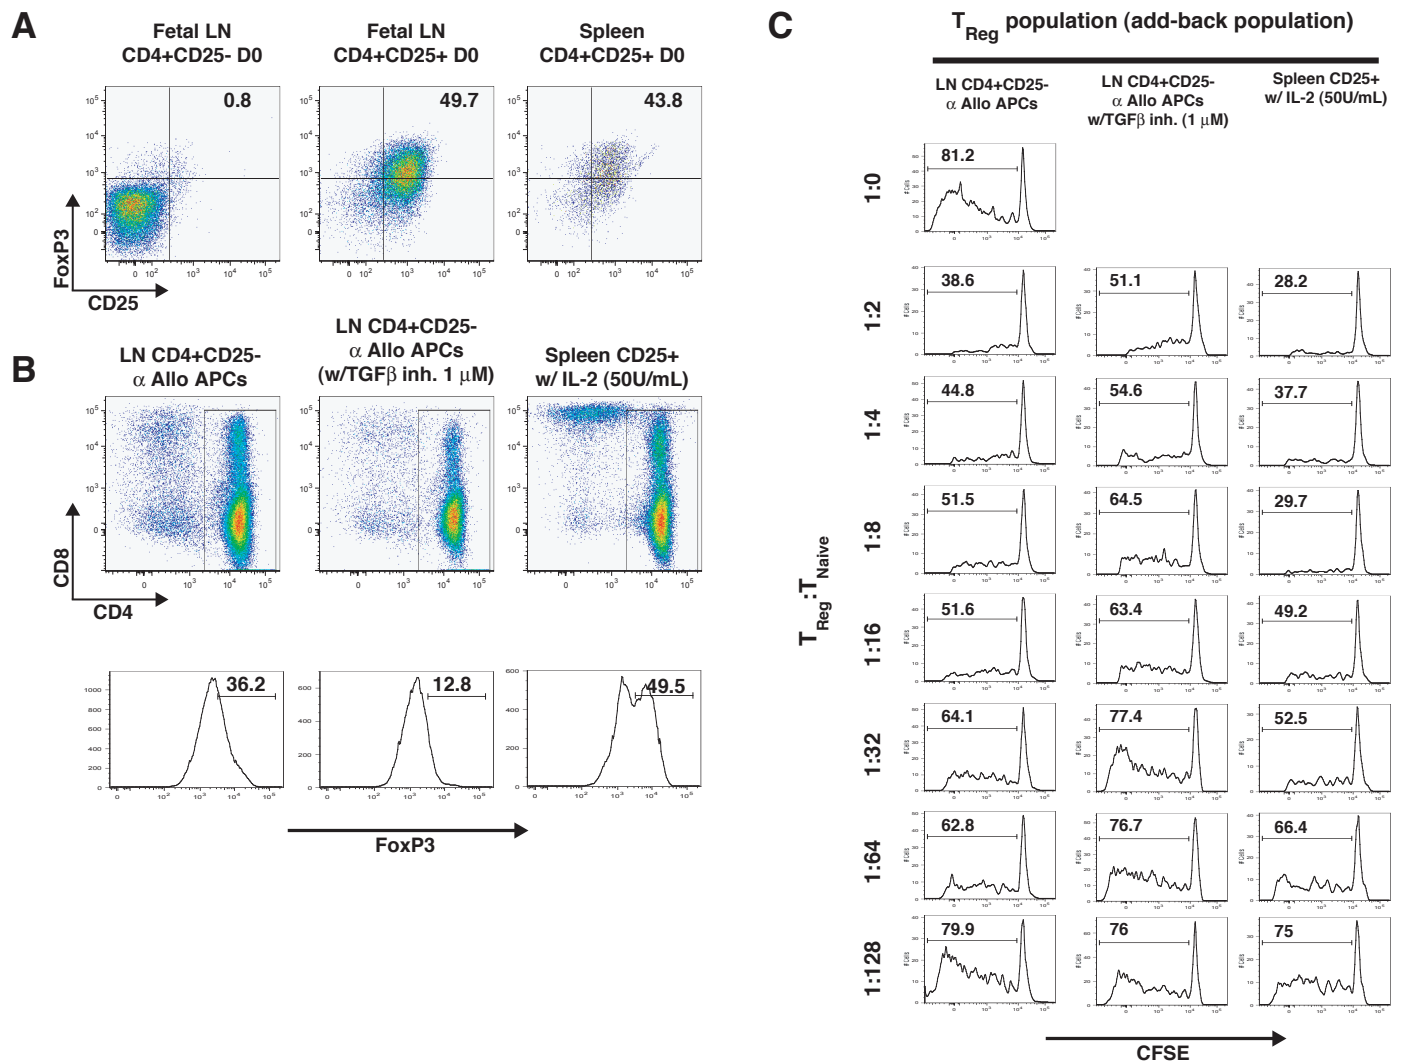 A
Fetal LN
CD4+CD25- D0
Fetal LN
CD4+CD25+ D0
Spleen
CD4+CD25+ D0
0.8
49.7
43.8
FoxP3
CD25
B
LN CD4+CD25-
α Allo APCs
LN CD4+CD25-
α Allo APCs
(w/TGFβ inh. 1 μM)
Spleen CD25+
w/ IL-2 (50U/mL)
CD8
CD4
36.2
12.8
49.5
FoxP3
C
TReg population (add-back population)
LN CD4+CD25-
α Allo APCs
LN CD4+CD25-
α Allo APCs
w/TGFβ inh. (1 μM)
Spleen CD25+
w/ IL-2 (50U/mL)
TReg:TNaive
1:0
81.2
1:2
38.6
51.1
28.2
1:4
44.8
54.6
37.7
1:8
51.5
64.5
29.7
1:16
51.6
63.4
49.2
1:32
64.1
77.4
52.5
1:64
62.8
76.7
66.4
1:128
79.9
76
75
CFSE